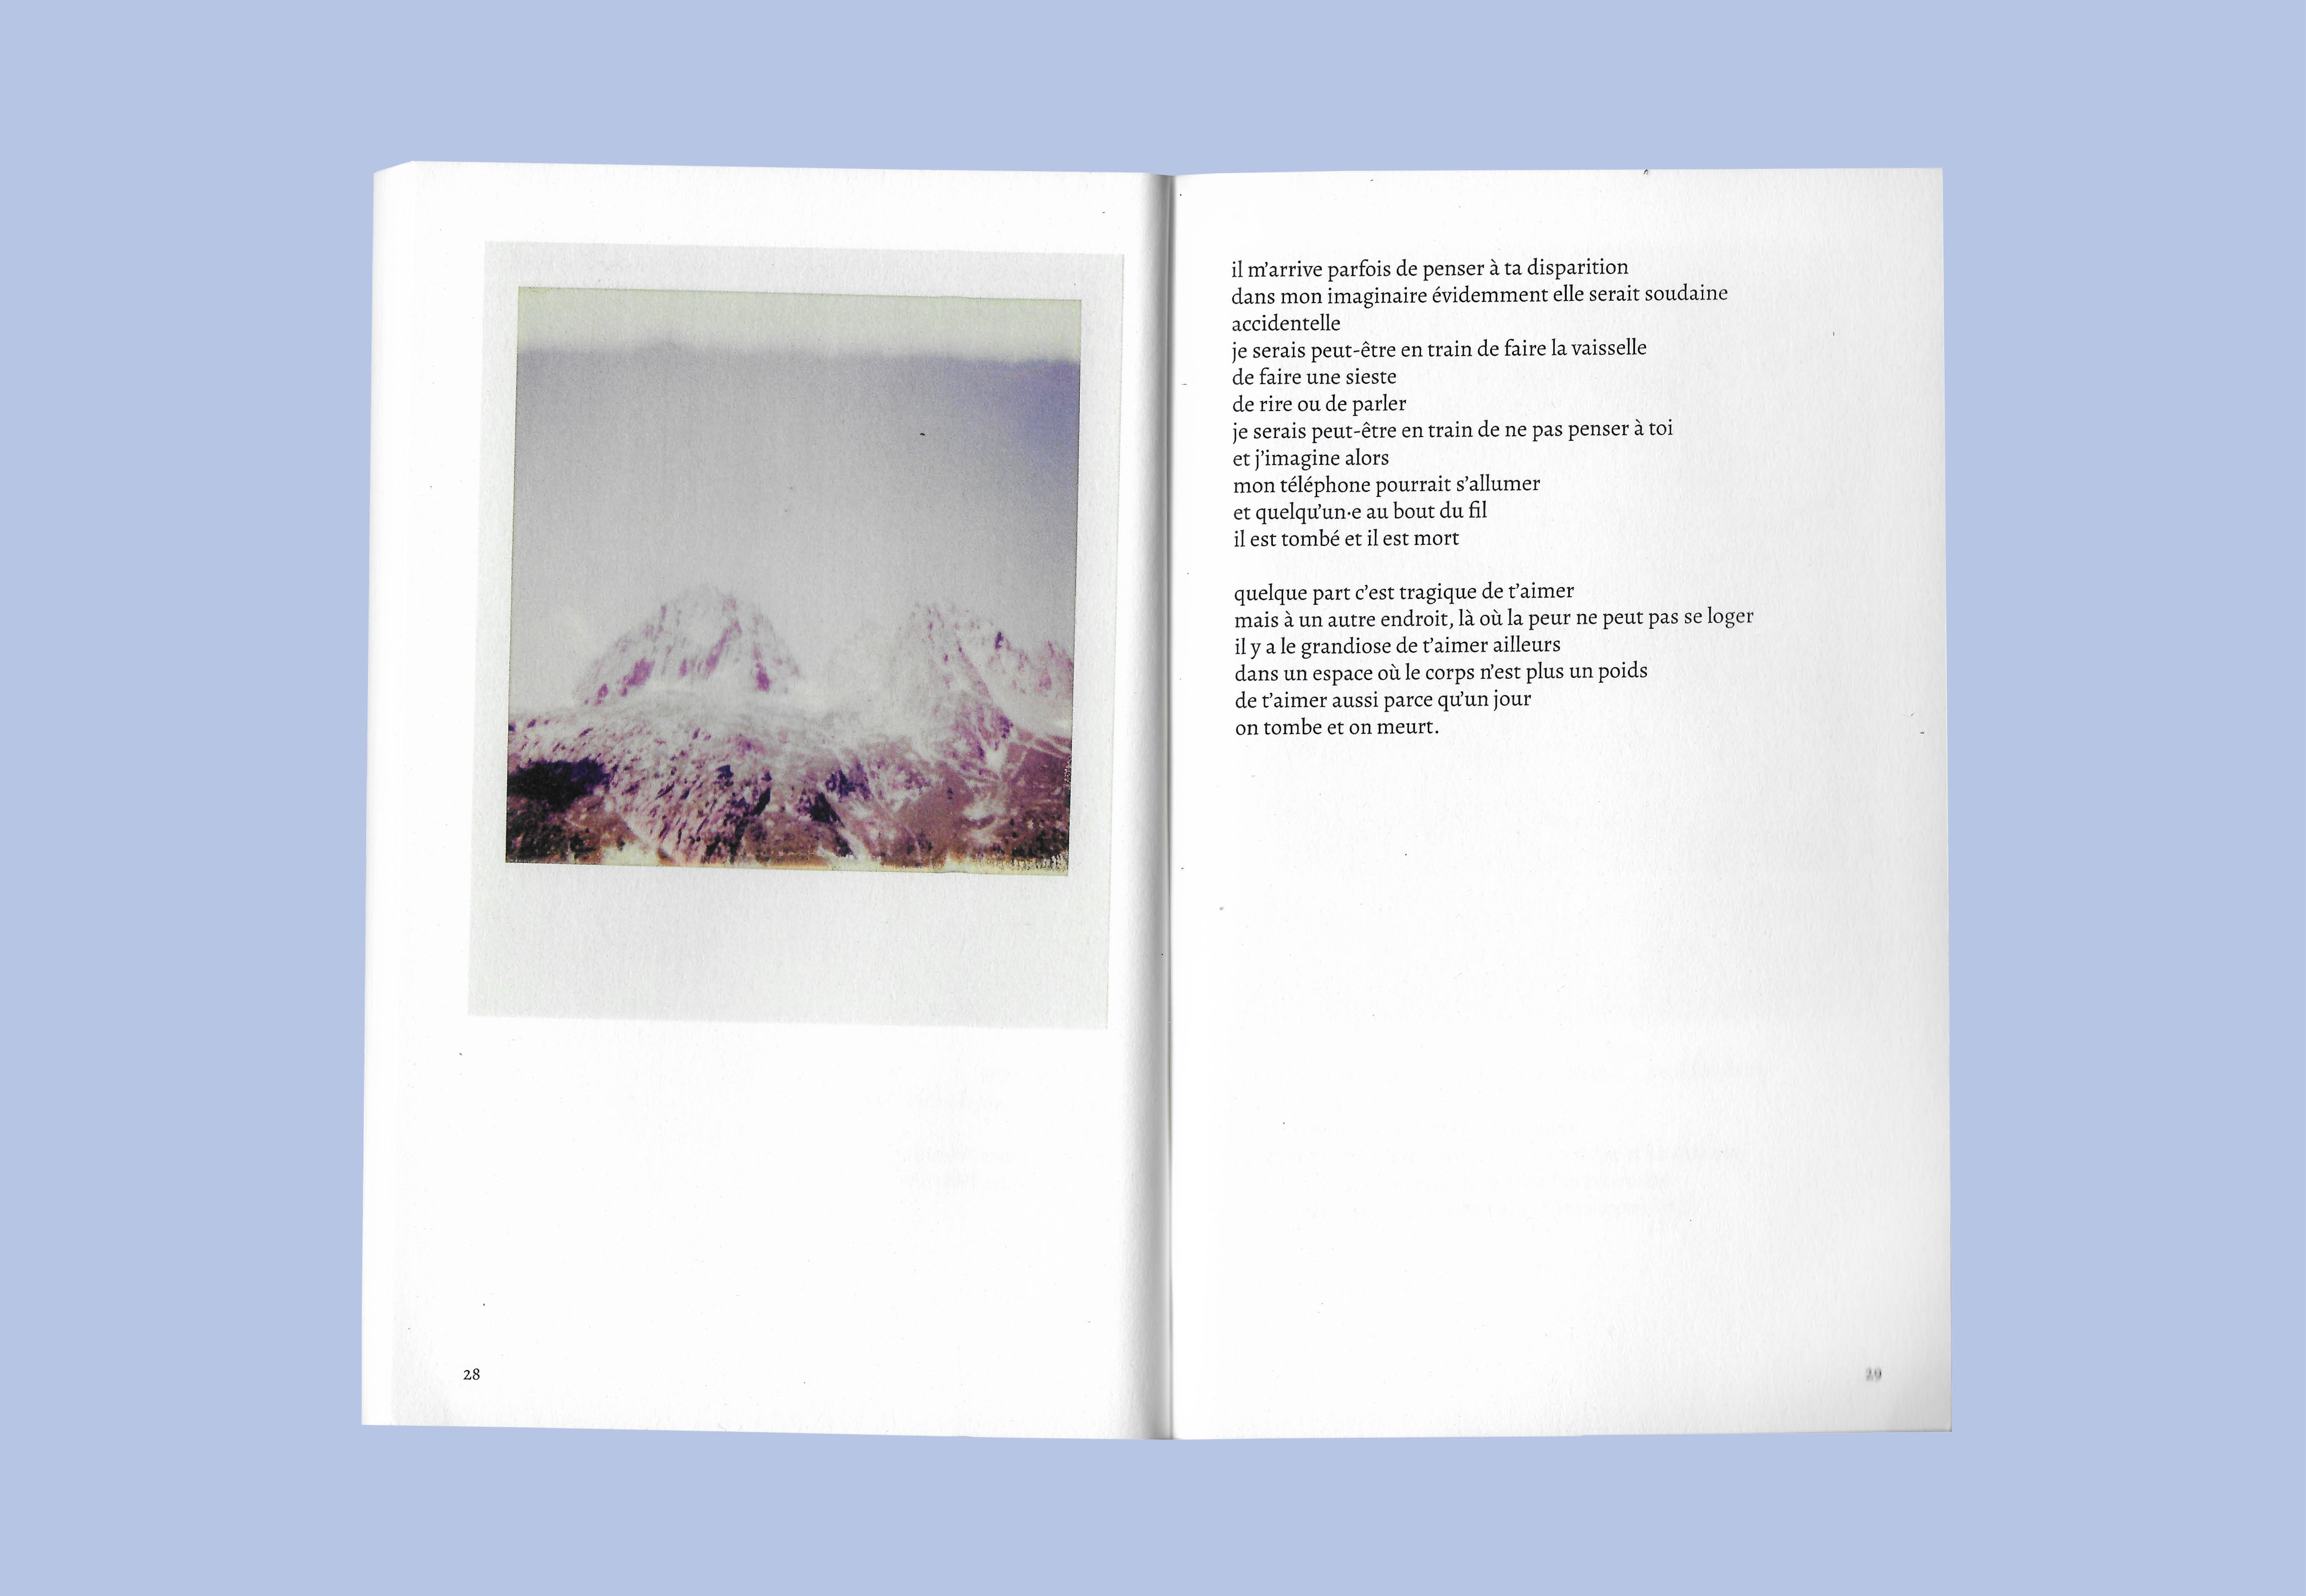 il m’arrive parfois de penser à ta disparition
dans mon imaginaire évidemment elle serait soudaine
accidentelle
je serais peut-être en train de faire la vaisselle
de faire une sieste
de rire ou de parler
je serais peut-être en train de ne pas penser à toi
et j’imagine alors
mon téléphone pourrait s’allumer
et quelqu’un·e au bout du fil
il est tombé et il est mort
quelque part c’est tragique de t’aimer
mais à un autre endroit, là où la peur ne peut pas se loger
il y a le grandiose de t’aimer ailleurs
dans un espace où le corps n’est plus un poids
de t’aimer aussi parce qu’un jour
on tombe et on meurt.
28
29